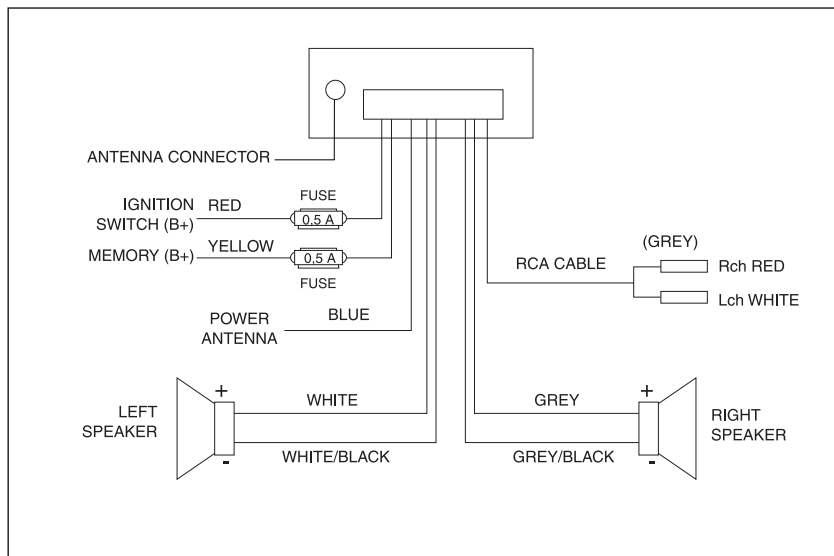 ANTENNA CONNECTOR
IGNITION
SWITCH (B+)
RED
FUSE
0,5 A
MEMORY (B+)
YELLOW
0,5 A
FUSE
POWER
ANTENNA
BLUE
RCA CABLE
(GREY)
Rch RED
Lch WHITE
LEFT
SPEAKER
+
-
WHITE
WHITE/BLACK
GREY
GREY/BLACK
+
-
RIGHT
SPEAKER